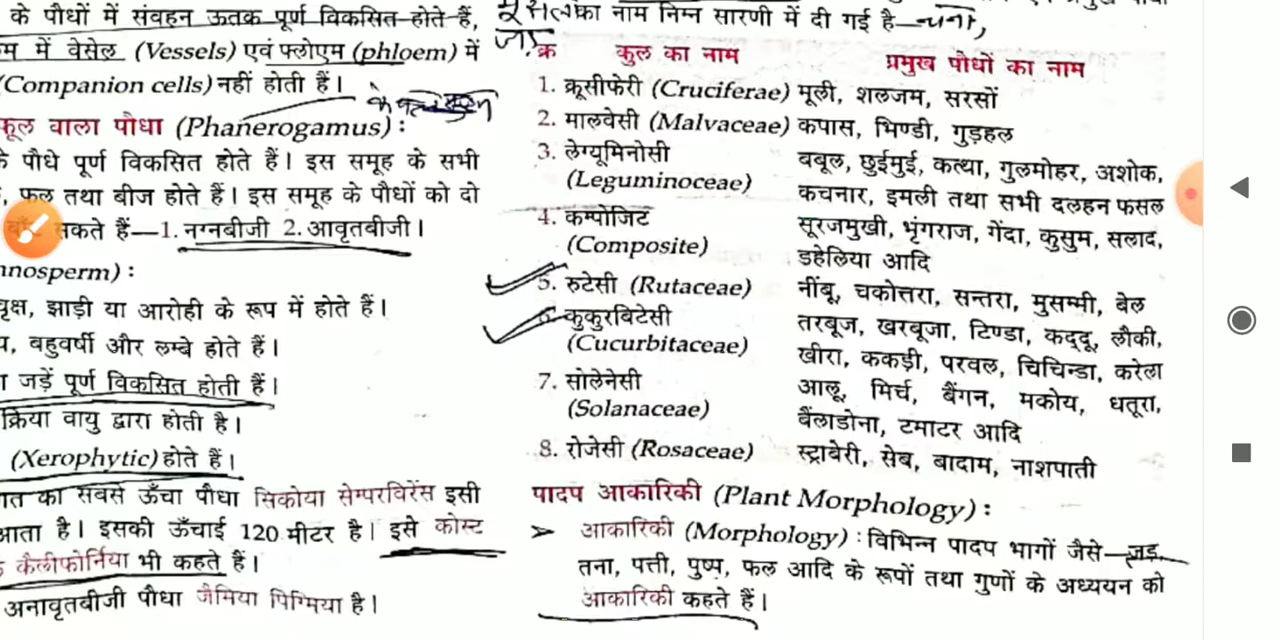 के पौधों में संवहन ऊतक पूर्ण विकसित होते हैं,
म में वेसेल (Vessels) एवं फ्लोएम (phloem) में
(Companion cells) नहीं होती हैं।
फूल वाला पौधा (Phanerogamus) :
के पौधे पूर्ण विकसित होते हैं। इस समूह के सभी
, फल तथा बीज होते हैं। इस समूह के पौधों को दो
सकते हैं—1. नग्नबीजी 2. आवृतबीजी।
nnosperm) :
वृक्ष, झाड़ी या आरोही के रूप में होते हैं।
य, बहुवर्षी और लम्बे होते हैं।
ा जड़ें पूर्ण विकसित होती हैं।
क्रिया वायु द्वारा होती है।
(Xerophytic) होते हैं।
गत का सबसे ऊँचा पौधा सिकोया सेम्परविरेंस इसी
आता है। इसकी ऊँचाई 120 मीटर है। इसे कोस्ट
कैलीफोर्निया भी कहते हैं।
अनावृतबीजी पौधा जैमिया पिग्मिया है।
का नाम निम्न सारणी में दी गई है— चना,
जड़
क्र कुल का नाम प्रमुख पौधों का नाम
1. क्रूसीफेरी (Cruciferae) मूली, शलजम, सरसों
2. मालवेसी (Malvaceae) कपास, भिण्डी, गुड़हल
3. लेग्यूमिनोसी बबूल, छुईमुई, कत्था, गुलमोहर, अशोक,
(Leguminoceae) कचनार, इमली तथा सभी दलहन फसल
4. कम्पोजिट सूरजमुखी, भृंगराज, गेंदा, कुसुम, सलाद,
(Composite) डहेलिया आदि
5. रुटेसी (Rutaceae) नींबू, चकोत्तरा, सन्तरा, मुसम्मी, बेल
6. कुकुरबिटेसी तरबूज, खरबूजा, टिण्डा, कद्दू, लौकी,
(Cucurbitaceae) खीरा, ककड़ी, परवल, चिचिन्डा, करेला
7. सोलेनेसी आलू, मिर्च, बैंगन, मकोय, धतूरा,
(Solanaceae) बैंलाडोना, टमाटर आदि
8. रोजेसी (Rosaceae) स्ट्राबेरी, सेब, बादाम, नाशपाती
पादप आकारिकी (Plant Morphology) :
➤ आकारिकी (Morphology) : विभिन्न पादप भागों जैसे—जड़,
तना, पत्ती, पुष्प, फल आदि के रूपों तथा गुणों के अध्ययन को
आकारिकी कहते हैं।